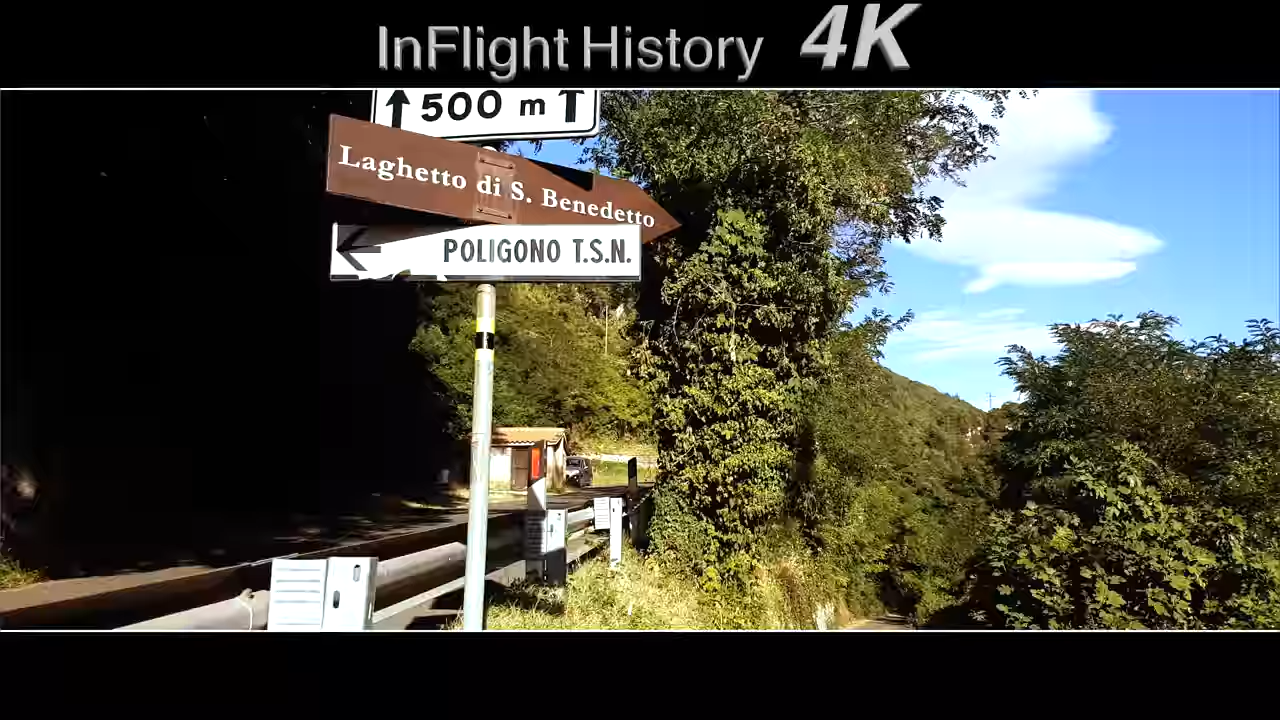 InFlight History 4K
↑ 500 m T
Laghetto di S. Benedetto
← POLIGONO T.S.N.